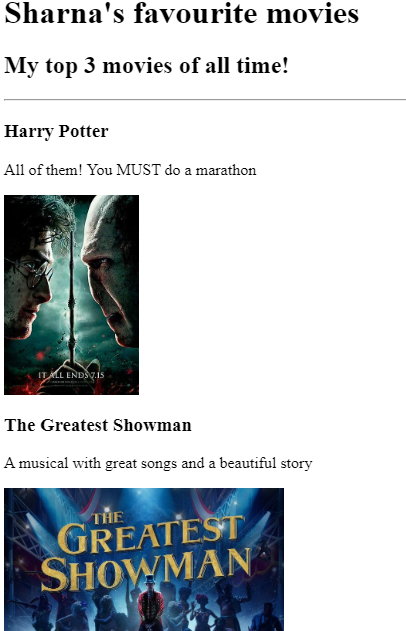 Sharna's favourite movies
My top 3 movies of all time!
Harry Potter
All of them! You MUST do a marathon
IT ALL ENDS 7.15
The Greatest Showman
A musical with great songs and a beautiful story
THE
GREATEST
SHOWMAN